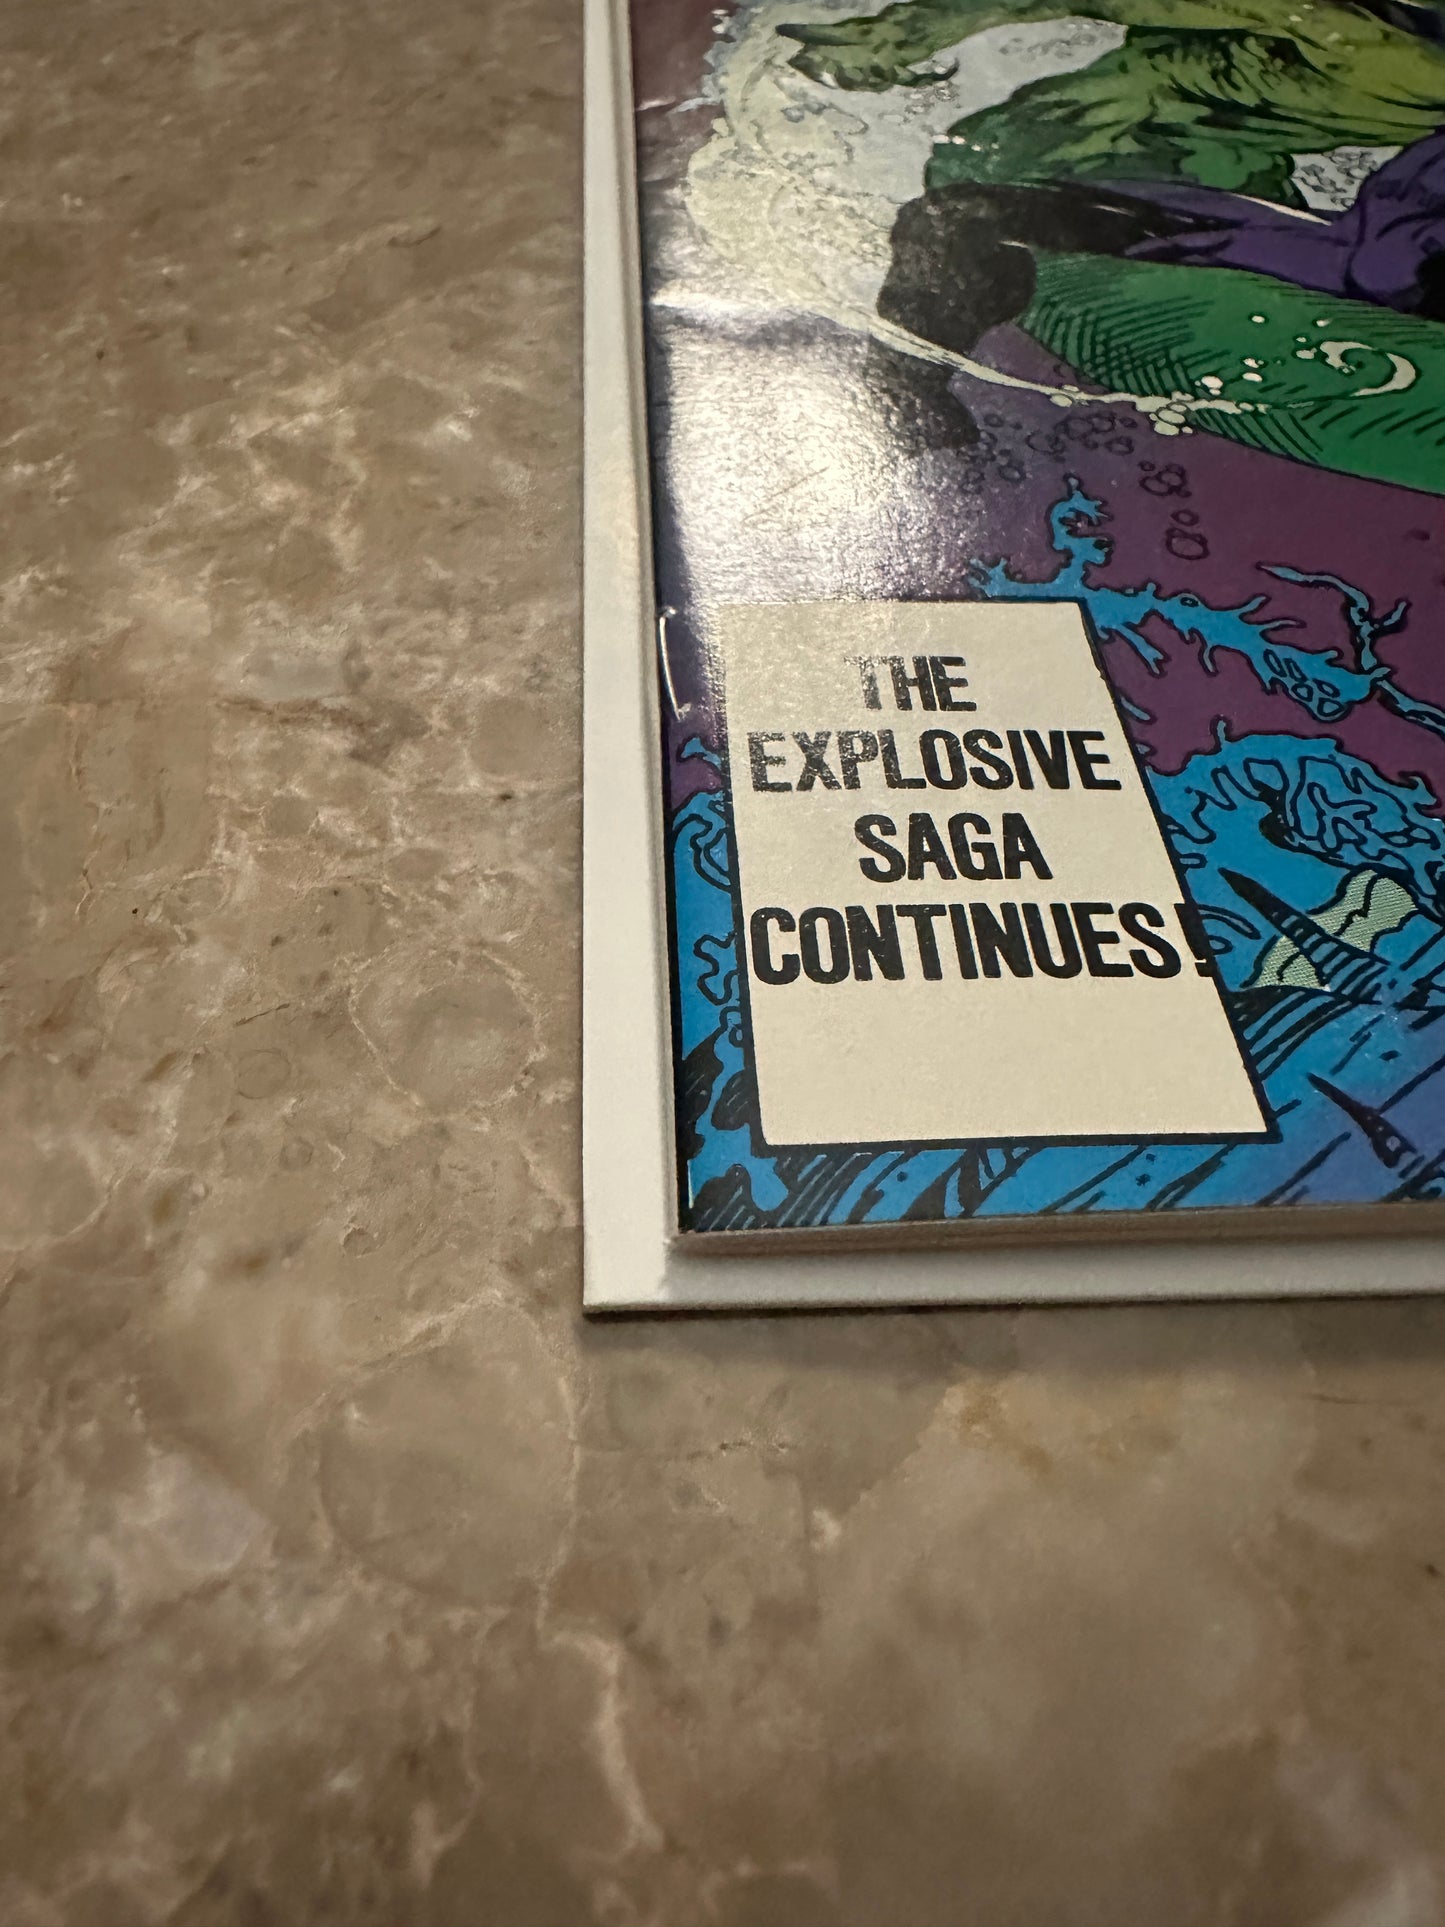 THE
EXPLOSIVE
SAGA
CONTINUES!